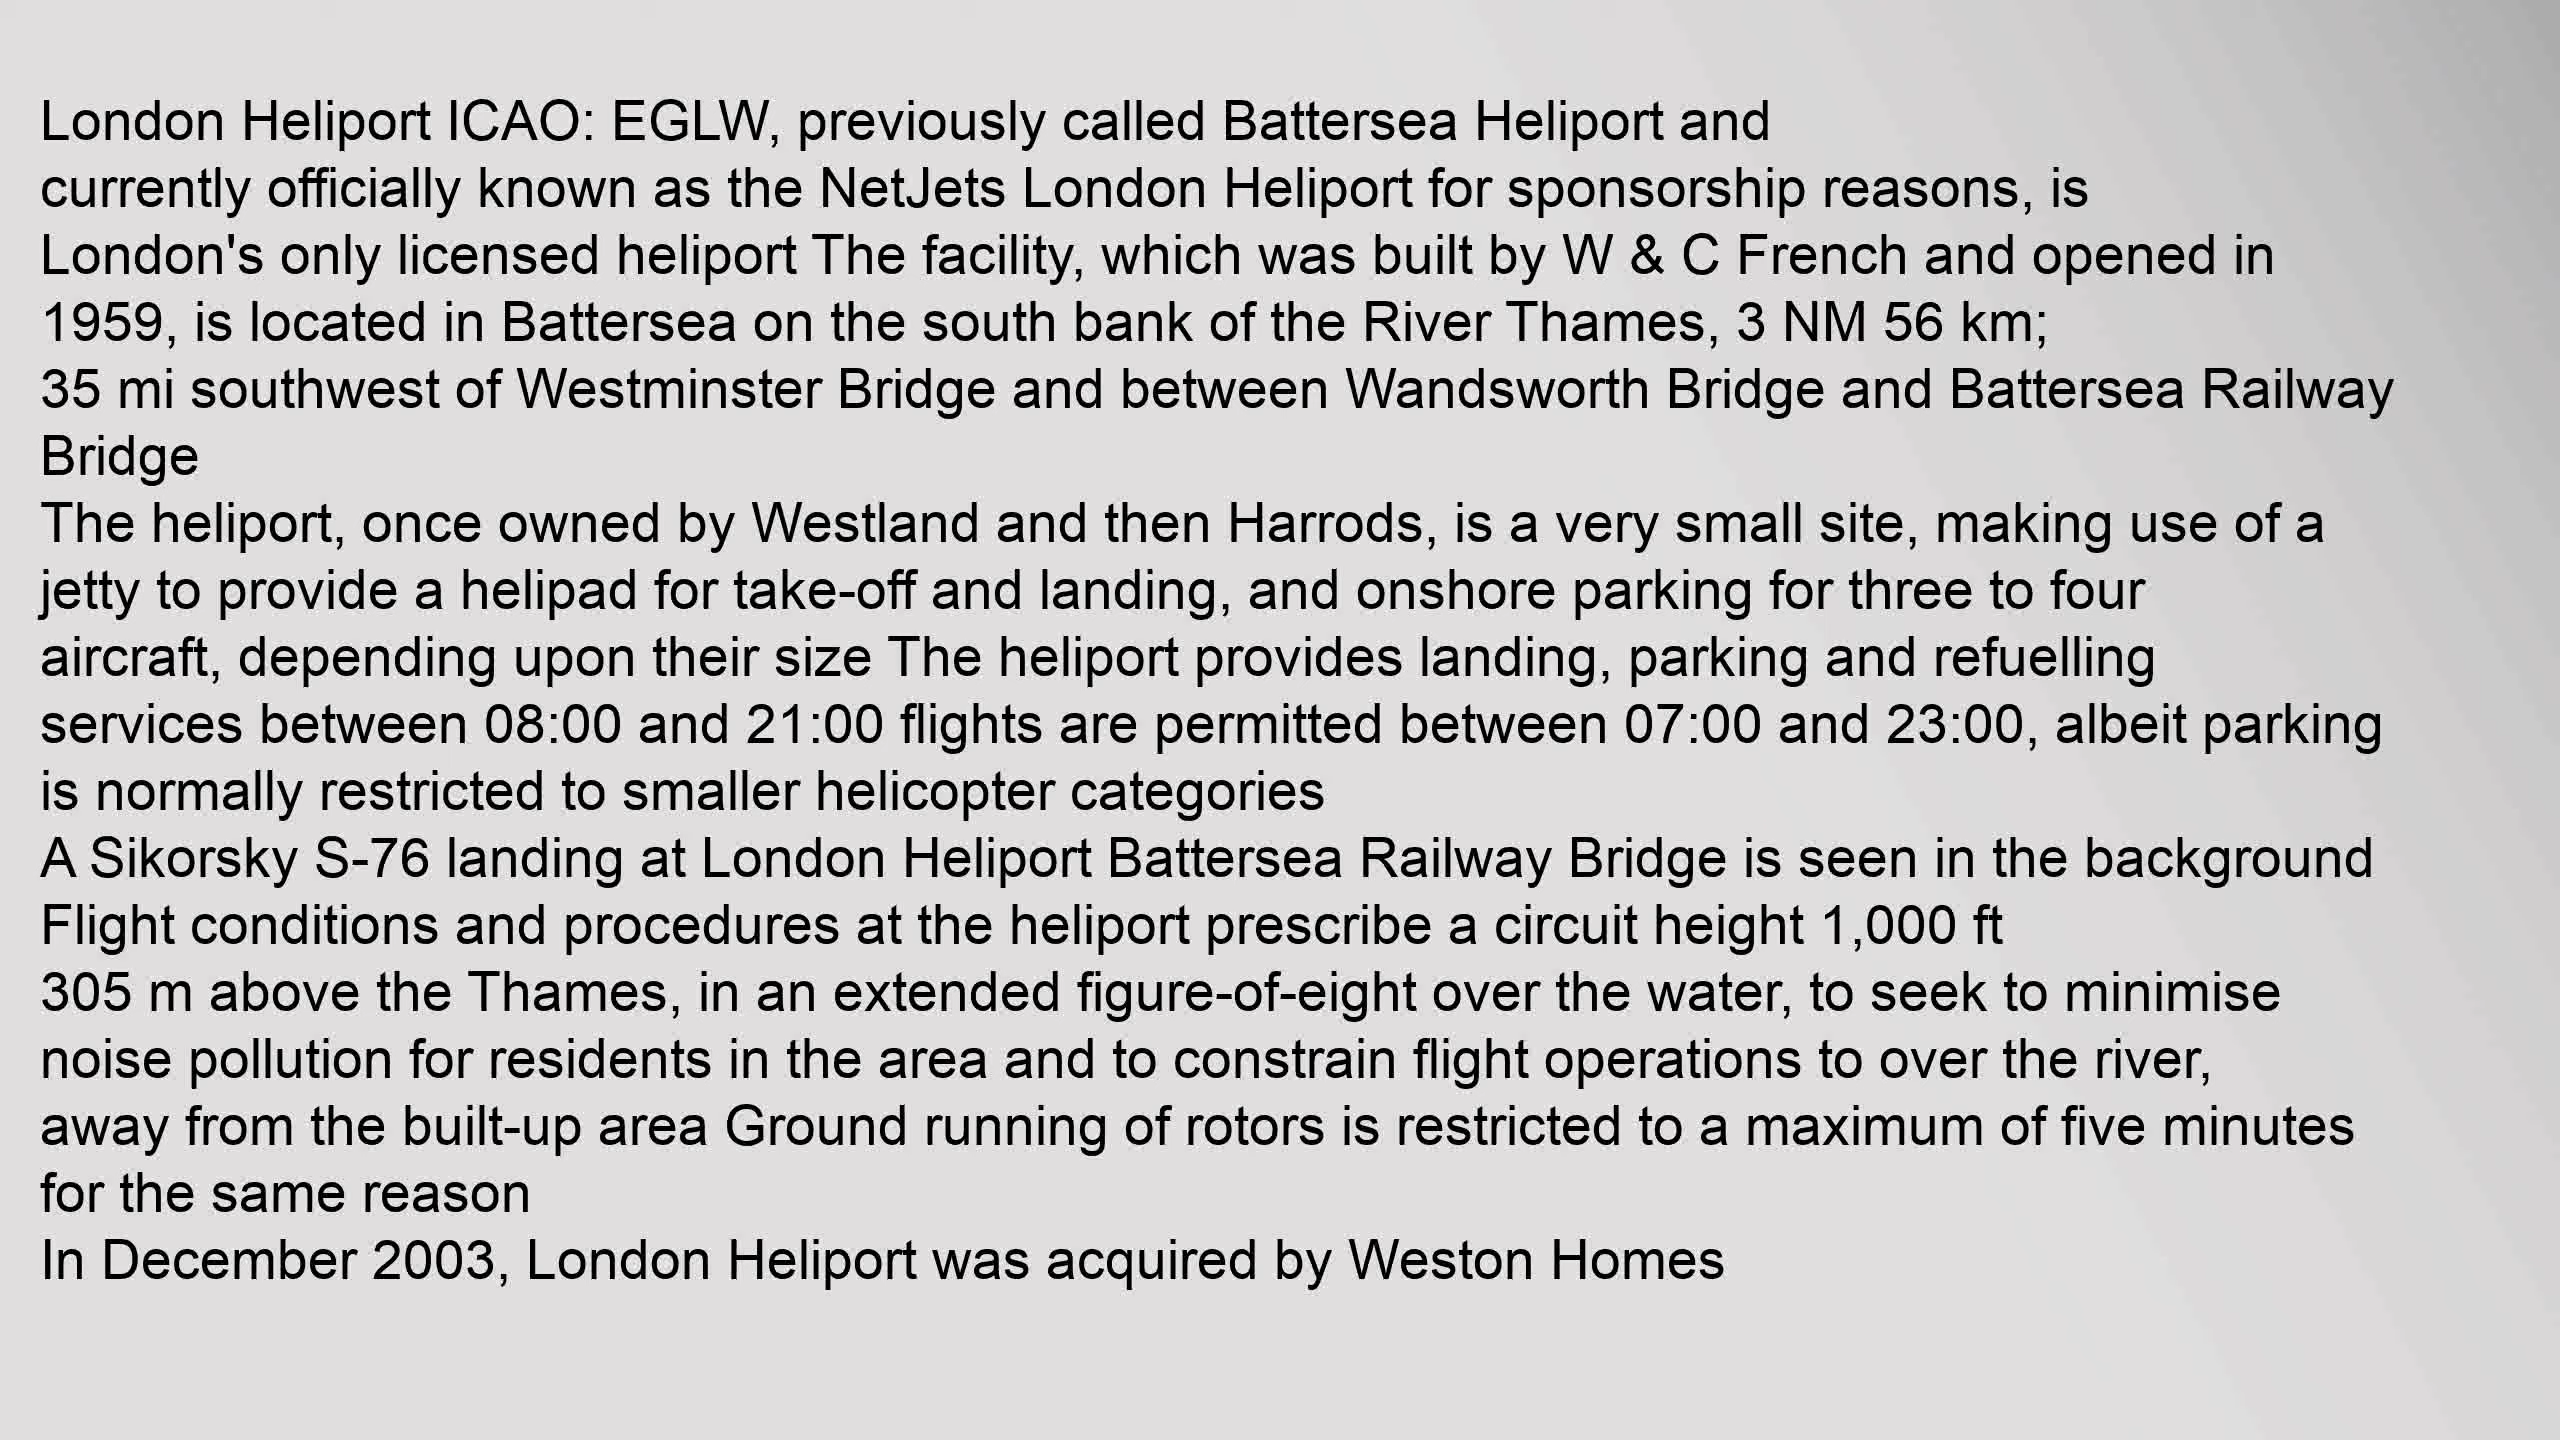 London Heliport ICAO: EGLW, previously called Battersea Heliport and
currently officially known as the NetJets London Heliport for sponsorship reasons, is
London's only licensed heliport The facility, which was built by W & C French and opened in
1959, is located in Battersea on the south bank of the River Thames, 3 NM 56 km;
35 mi southwest of Westminster Bridge and between Wandsworth Bridge and Battersea Railway
Bridge
The heliport, once owned by Westland and then Harrods, is a very small site, making use of a
jetty to provide a helipad for take-off and landing, and onshore parking for three to four
aircraft, depending upon their size The heliport provides landing, parking and refuelling
services between 08:00 and 21:00 flights are permitted between 07:00 and 23:00, albeit parking
is normally restricted to smaller helicopter categories
A Sikorsky S-76 landing at London Heliport Battersea Railway Bridge is seen in the background
Flight conditions and procedures at the heliport prescribe a circuit height 1,000 ft
305 m above the Thames, in an extended figure-of-eight over the water, to seek to minimise
noise pollution for residents in the area and to constrain flight operations to over the river,
away from the built-up area Ground running of rotors is restricted to a maximum of five minutes
for the same reason
In December 2003, London Heliport was acquired by Weston Homes